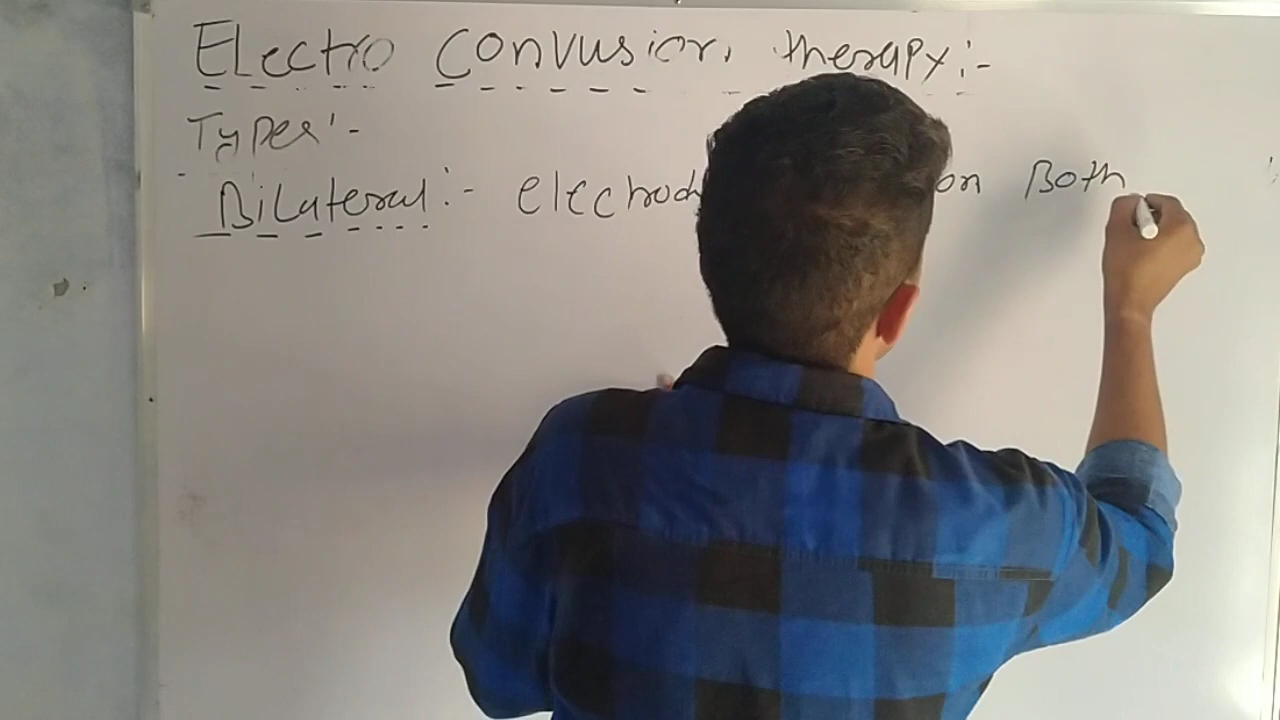 Electro Convusion therapy:-
Types:-
Bilateral:- Electrod on Both